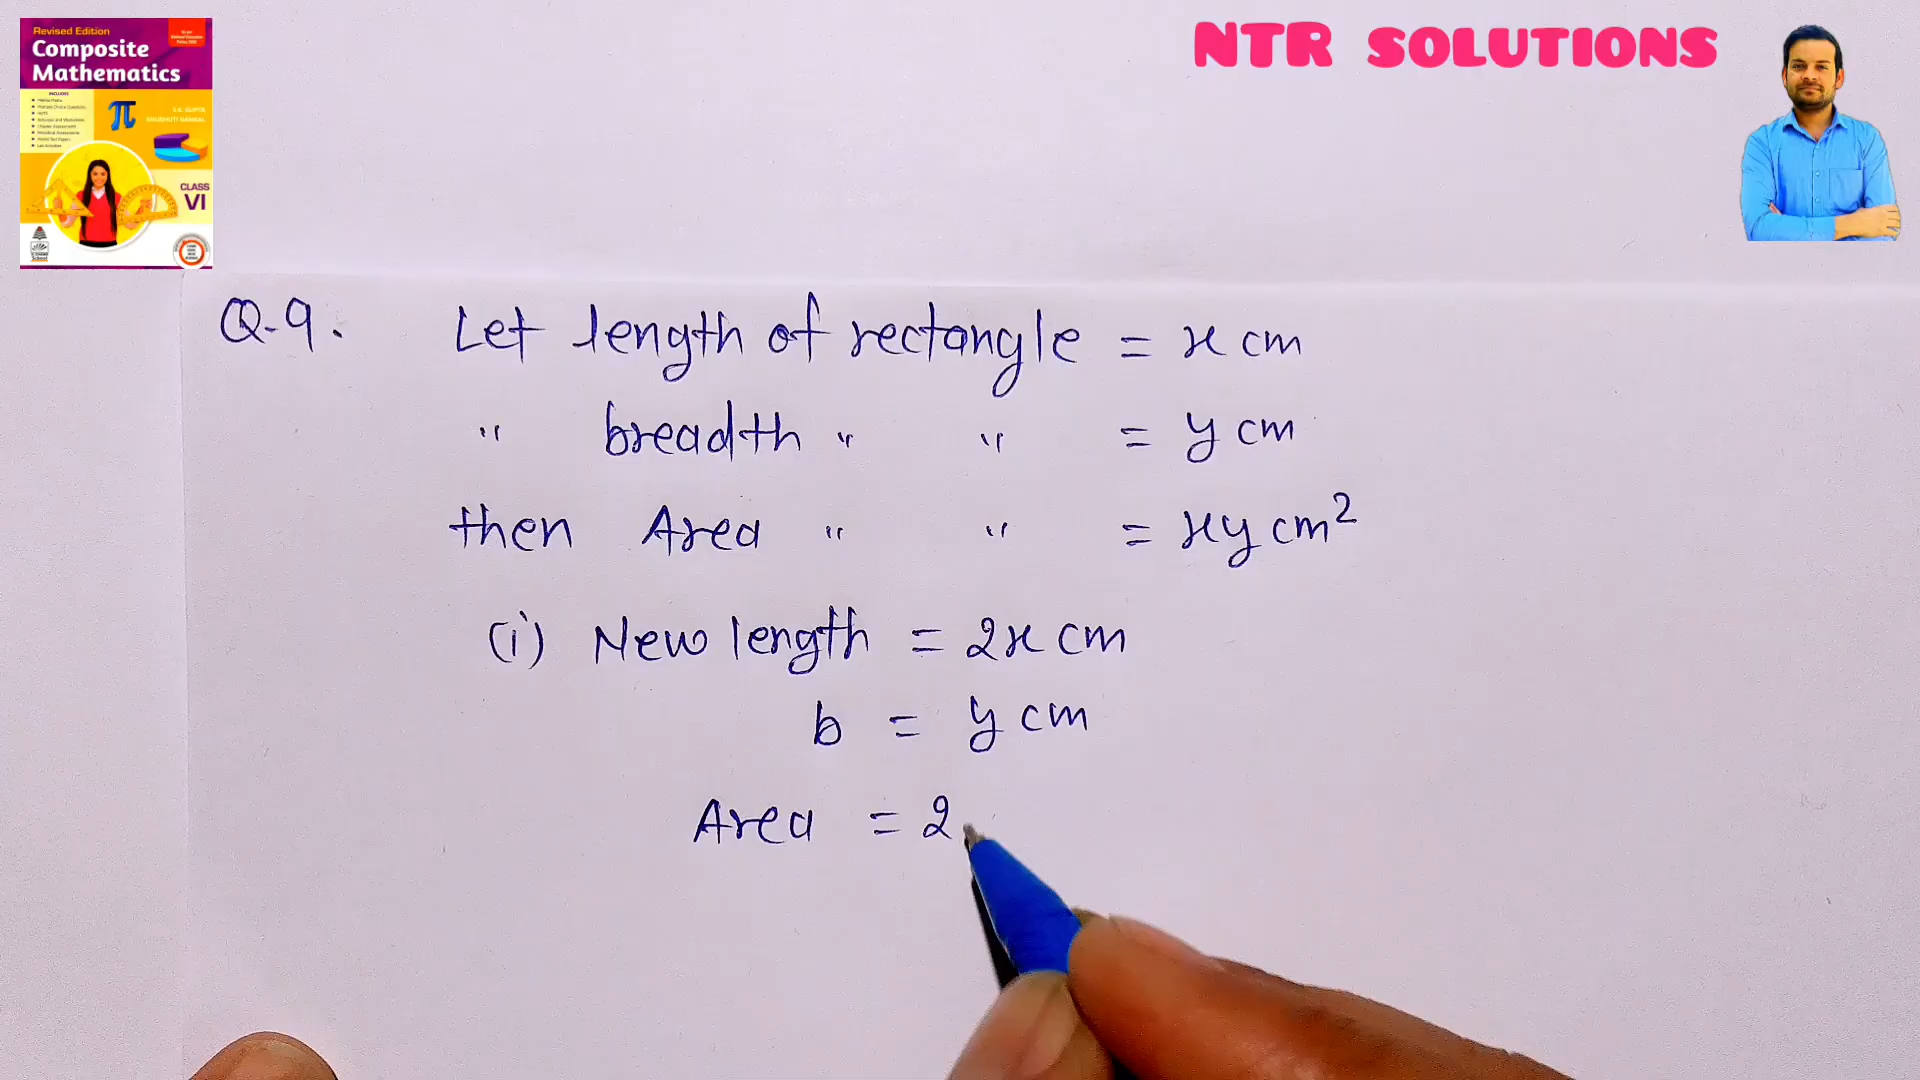 Revised Edition
Composite
Mathematics
INCLUDES
π
CLASS
VI
NTR SOLUTIONS
Q.9. Let length of rectangle = x cm
" breadth " " = y cm
then Area " " = xy cm²
(i) New length = 2x cm
b = y cm
Area = 2